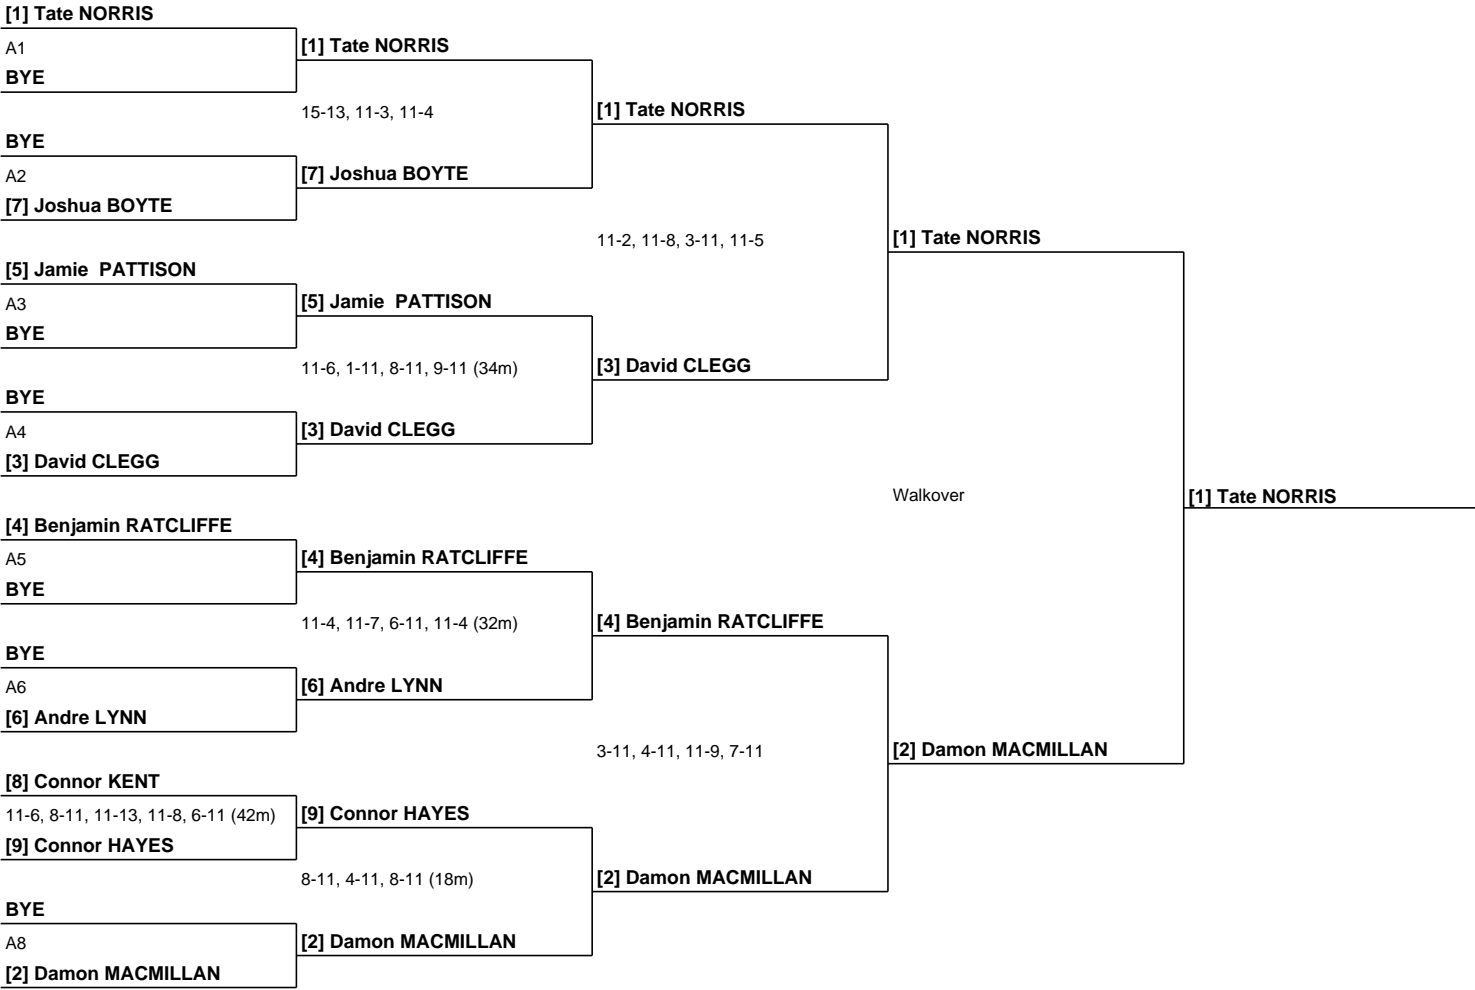 [1] Tate NORRIS
A1
BYE
BYE
A2
[7] Joshua BOYTE
[5] Jamie  PATTISON
A3
BYE
BYE
A4
[3] David CLEGG
[4] Benjamin RATCLIFFE
A5
BYE
BYE
A6
[6] Andre LYNN
[8] Connor KENT
11-6, 8-11, 11-13, 11-8, 6-11 (42m)
[9] Connor HAYES
BYE
A8
[2] Damon MACMILLAN
[1] Tate NORRIS
15-13, 11-3, 11-4
[7] Joshua BOYTE
[5] Jamie  PATTISON
11-6, 1-11, 8-11, 9-11 (34m)
[3] David CLEGG
[4] Benjamin RATCLIFFE
11-4, 11-7, 6-11, 11-4 (32m)
[6] Andre LYNN
[9] Connor HAYES
8-11, 4-11, 8-11 (18m)
[2] Damon MACMILLAN
[1] Tate NORRIS
11-2, 11-8, 3-11, 11-5
[3] David CLEGG
[4] Benjamin RATCLIFFE
3-11, 4-11, 11-9, 7-11
[2] Damon MACMILLAN
[1] Tate NORRIS
Walkover
[2] Damon MACMILLAN
[1] Tate NORRIS